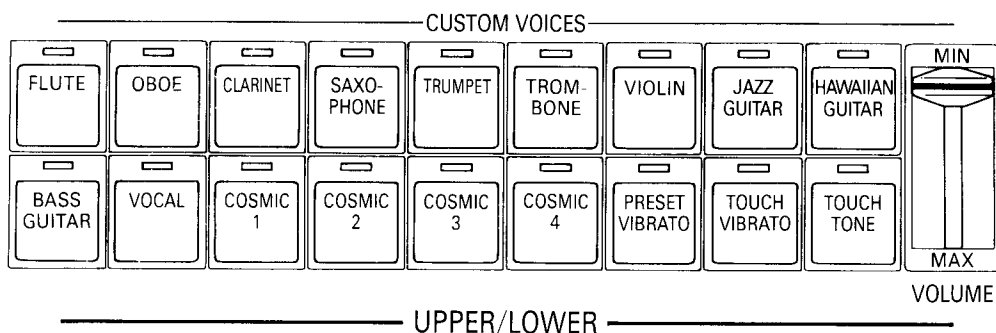 CUSTOM VOICES
FLUTE
OBOE
CLARINET
SAXO-
PHONE
TRUMPET
TROM-
BONE
VIOLIN
JAZZ
GUITAR
HAWAIIAN
GUITAR
MIN
BASS
GUITAR
VOCAL
COSMIC
1
COSMIC
2
COSMIC
3
COSMIC
4
PRESET
VIBRATO
TOUCH
VIBRATO
TOUCH
TONE
MAX
VOLUME
UPPER/LOWER